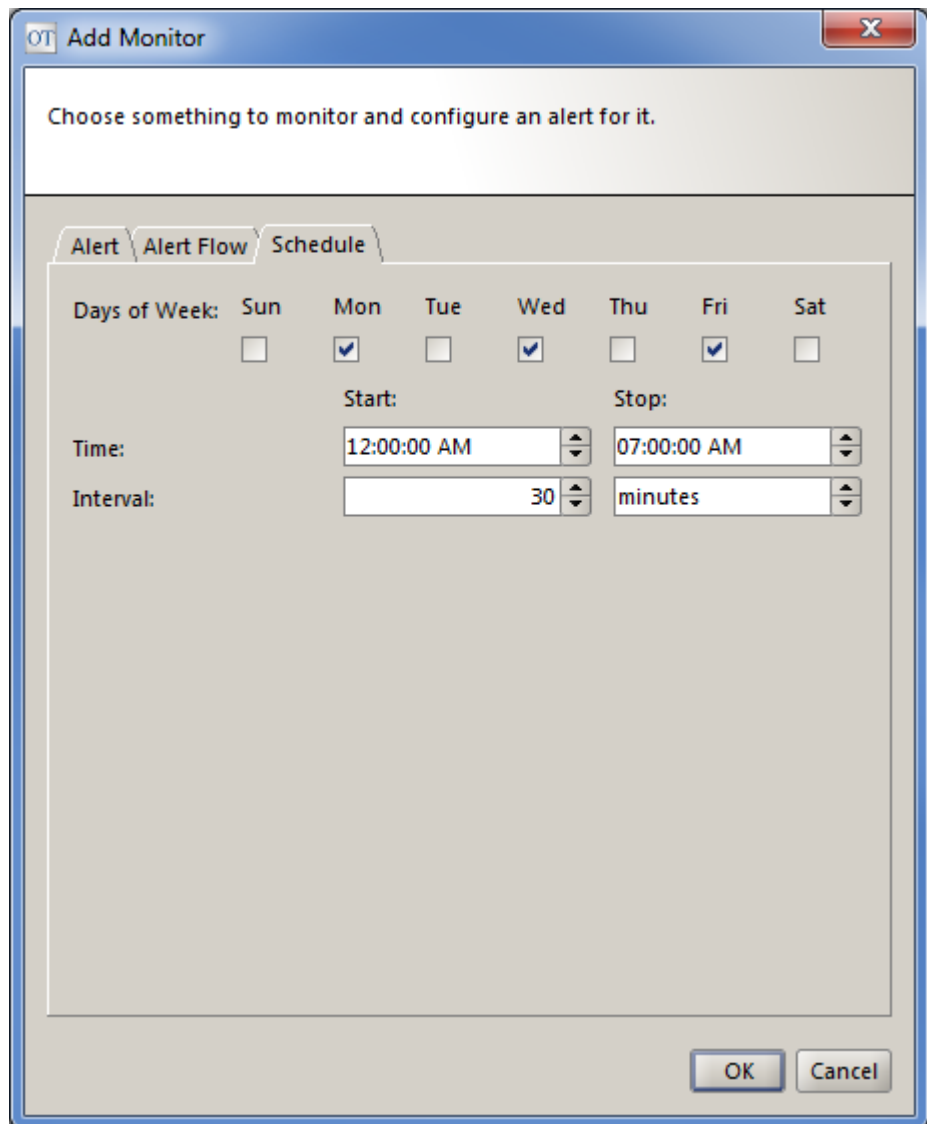 OT Add Monitor
Choose something to monitor and configure an alert for it.
Alert Alert Flow Schedule
Days of Week: Sun Mon Tue Wed Thu Fri Sat
Start: Stop:
Time: 12:00:00 AM 07:00:00 AM
Interval: 30 minutes
OK Cancel